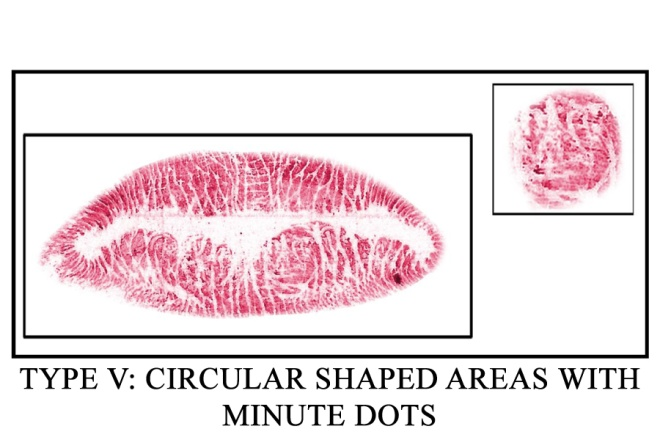 TYPE V: CIRCULAR SHAPED AREAS WITH
MINUTE DOTS